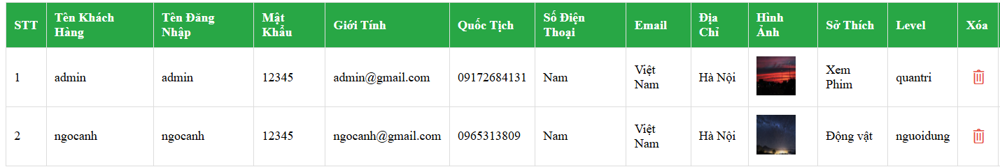 STT Tên Khách Hàng Tên Đăng Nhập Mật Khẩu Giới Tính Quốc Tịch Số Điện Thoại Email Địa Chỉ Hình Ảnh Sở Thích Level Xóa
1 admin admin 12345 admin@gmail.com 09172684131 Nam Việt Nam Hà Nội Xem Phim quantri
2 ngocanh ngocanh 12345 ngocanh@gmail.com 0965313809 Nam Việt Nam Hà Nội Động vật nguoidung